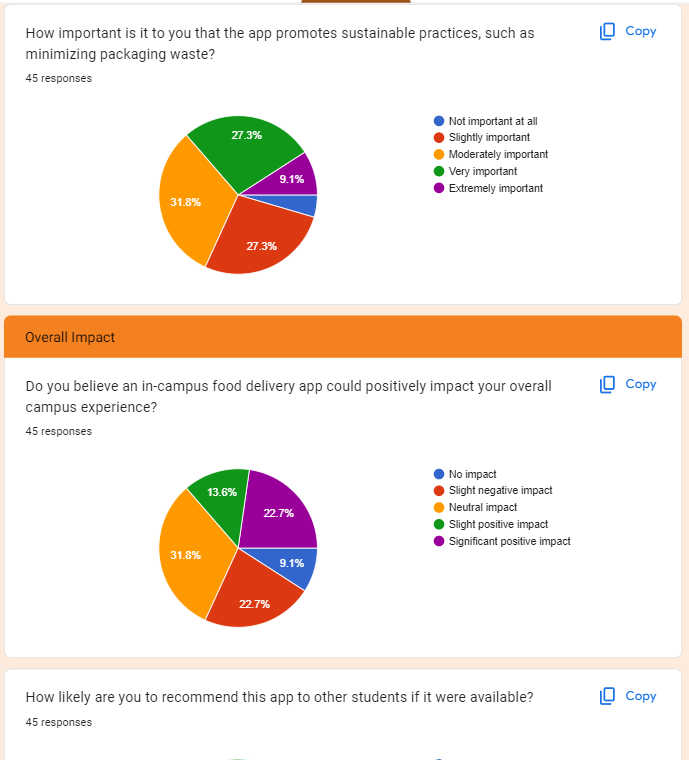 How important is it to you that the app promotes sustainable practices, such as
minimizing packaging waste?
Copy
45 responses
27.3%
9.1%
31.8%
27.3%
Not important at all
Slightly important
Moderately important
Very important
Extremely important
Overall Impact
Do you believe an in-campus food delivery app could positively impact your overall
campus experience?
Copy
45 responses
13.6%
22.7%
31.8%
9.1%
22.7%
No impact
Slight negative impact
Neutral impact
Slight positive impact
Significant positive impact
How likely are you to recommend this app to other students if it were available?
Copy
45 responses